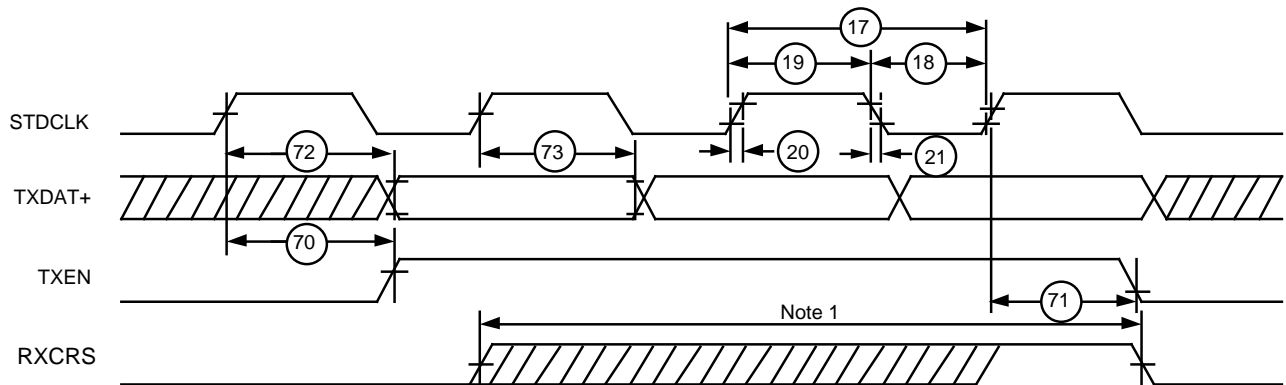 17
19
18
STDCLK
72
73
20
21
TXDAT+
70
TXEN
71
Note 1
RXCRS